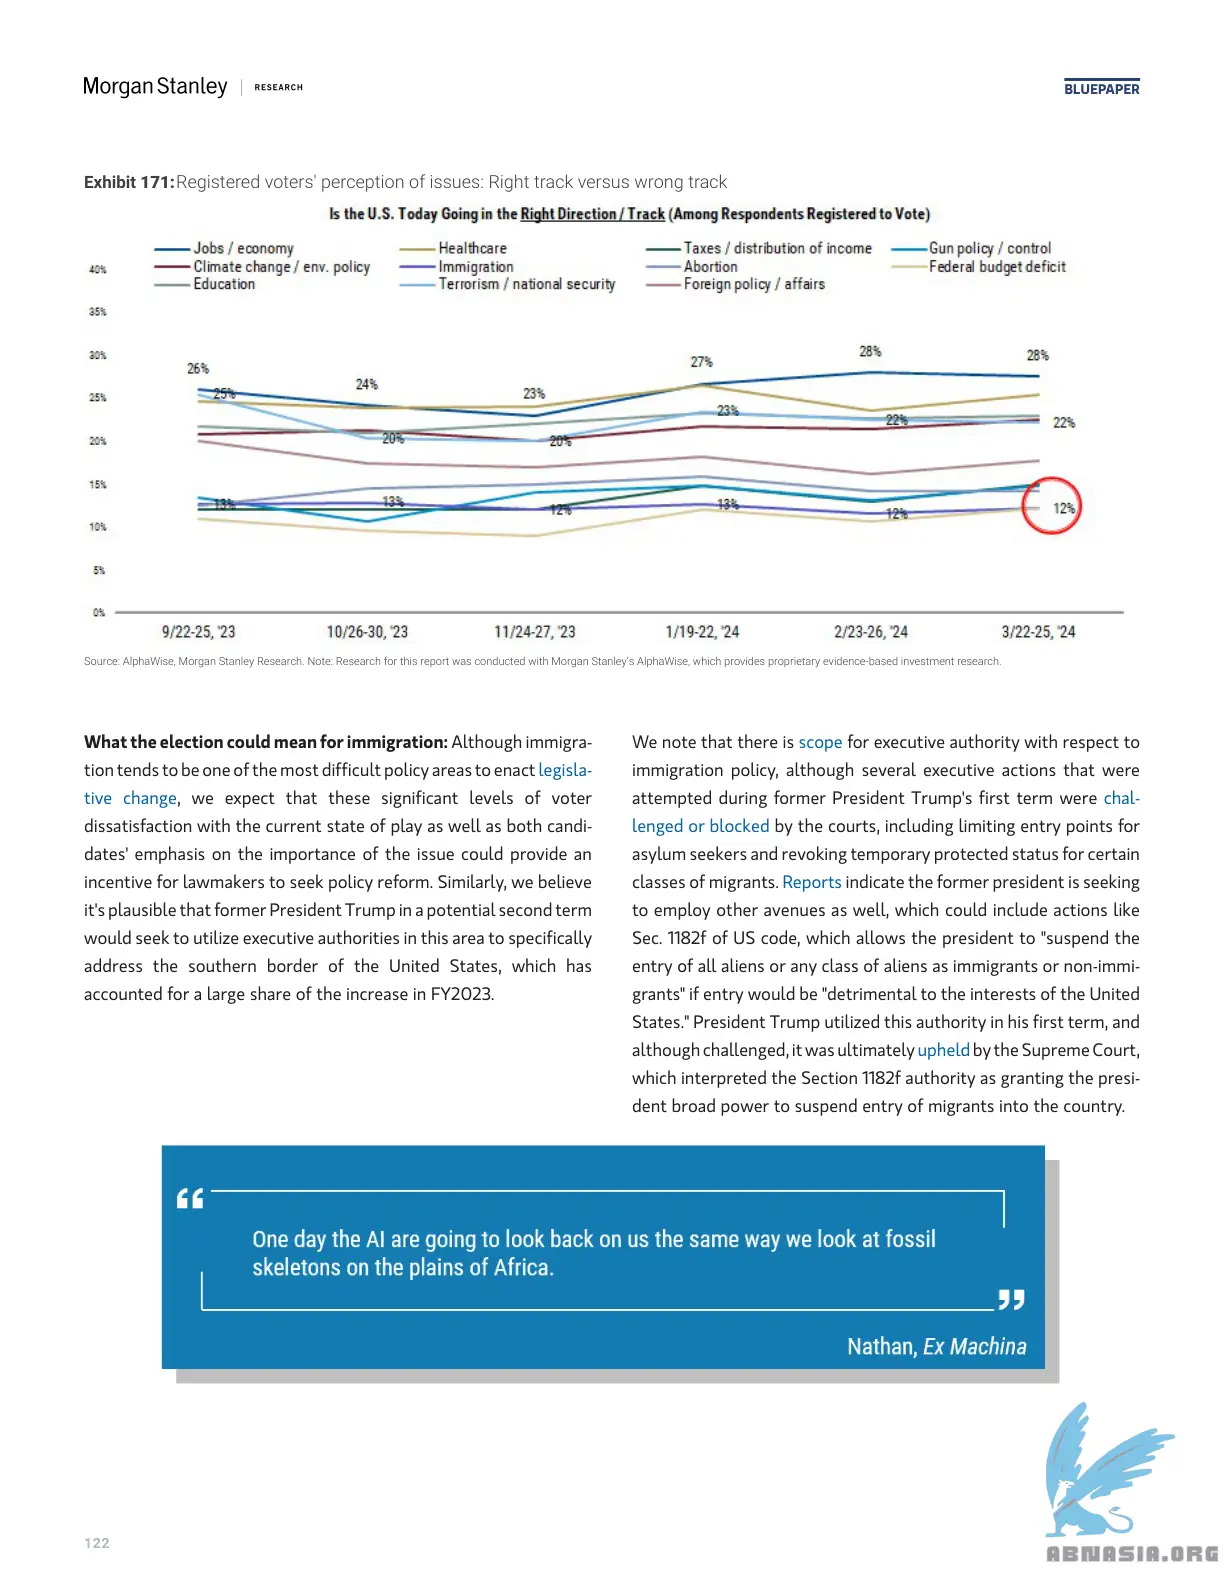 Morgan Stanley | RESEARCH
BLUEPAPER
Exhibit 171: Registered voters' perception of issues: Right track versus wrong track
Is the U.S. Today Going in the Right Direction / Track (Among Respondents Registered to Vote)
Jobs / economy Healthcare Taxes / distribution of income Gun policy / control
Climate change / env. policy Immigration Abortion Federal budget deficit
Education Terrorism / national security Foreign policy / affairs
40%
35%
30%
25%
20%
15%
10%
5%
0%
26% 24% 23% 27% 28% 28%
25% 20% 20% 23% 22% 22%
13% 13% 12% 13% 12% 12%
9/22-25, '23 10/26-30, '23 11/24-27, '23 1/19-22, '24 2/23-26, '24 3/22-25, '24
Source: AlphaWise, Morgan Stanley Research. Note: Research for this report was conducted with Morgan Stanley's AlphaWise, which provides proprietary evidence-based investment research.
What the election could mean for immigration: Although immigra-
tion tends to be one of the most difficult policy areas to enact legisla-
tive change, we expect that these significant levels of voter
dissatisfaction with the current state of play as well as both candi-
dates' emphasis on the importance of the issue could provide an
incentive for lawmakers to seek policy reform. Similarly, we believe
it's plausible that former President Trump in a potential second term
would seek to utilize executive authorities in this area to specifically
address the southern border of the United States, which has
accounted for a large share of the increase in FY2023.
We note that there is scope for executive authority with respect to
immigration policy, although several executive actions that were
attempted during former President Trump's first term were chal-
lenged or blocked by the courts, including limiting entry points for
asylum seekers and revoking temporary protected status for certain
classes of migrants. Reports indicate the former president is seeking
to employ other avenues as well, which could include actions like
Sec. 1182f of US code, which allows the president to "suspend the
entry of all aliens or any class of aliens as immigrants or non-immi-
grants" if entry would be "detrimental to the interests of the United
States." President Trump utilized this authority in his first term, and
although challenged, it was ultimately upheld by the Supreme Court,
which interpreted the Section 1182f authority as granting the presi-
dent broad power to suspend entry of migrants into the country.
“
One day the AI are going to look back on us the same way we look at fossil
skeletons on the plains of Africa.
”
Nathan, Ex Machina
122
ABNASIA.ORG